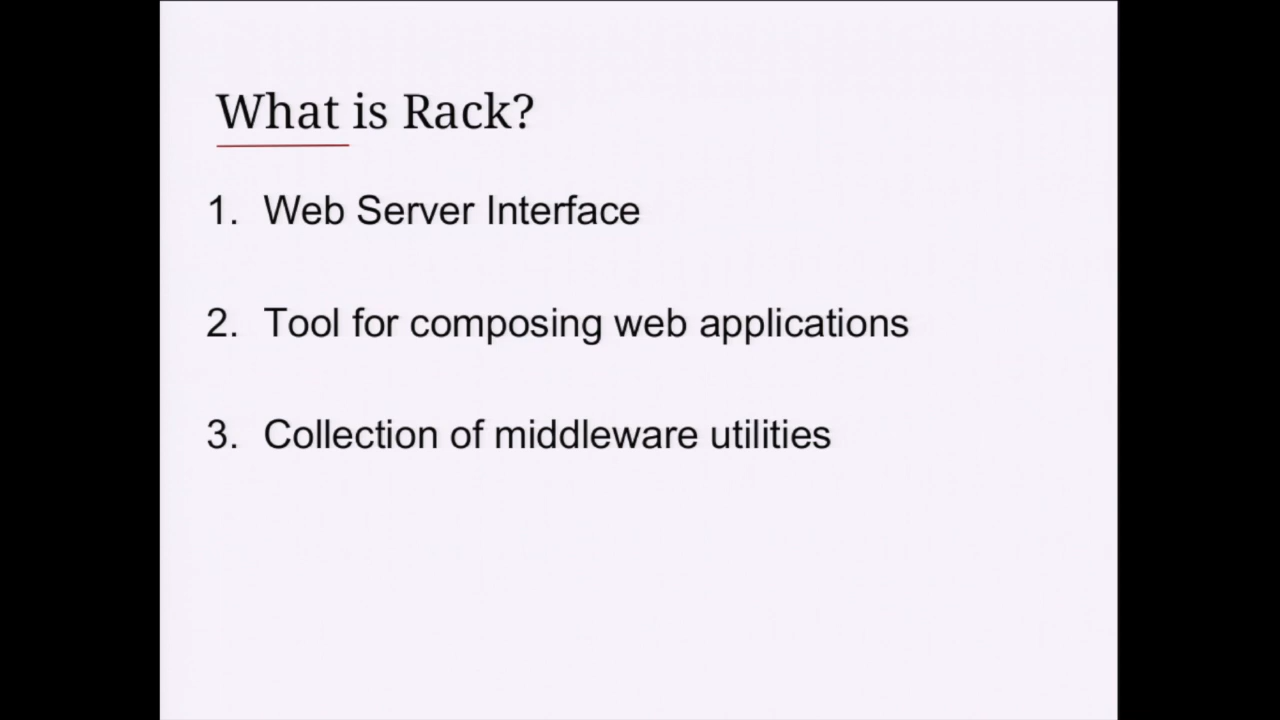 What is Rack?
1. Web Server Interface
2. Tool for composing web applications
3. Collection of middleware utilities